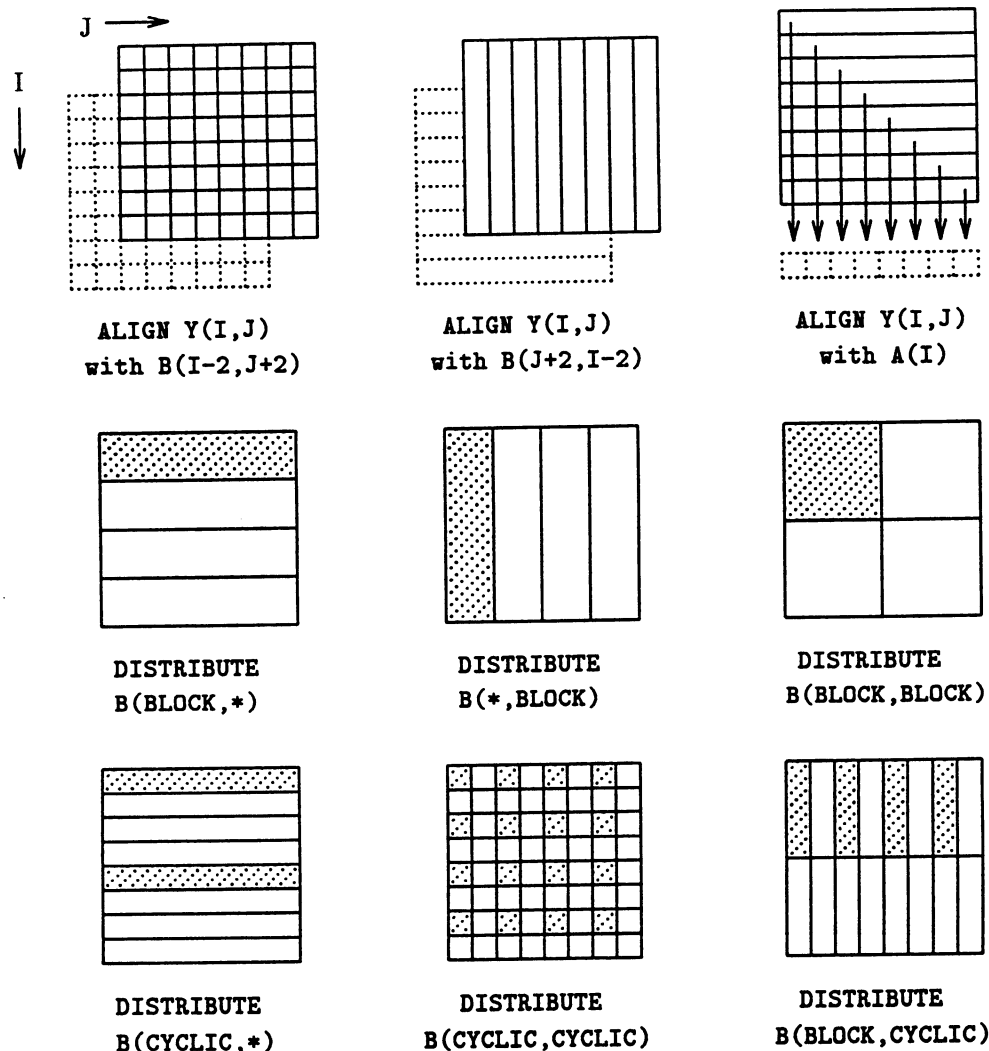 J
I
ALIGN Y(I,J)
with B(I-2,J+2)
ALIGN Y(I,J)
with B(J+2,I-2)
ALIGN Y(I,J)
with A(I)
DISTRIBUTE
B(BLOCK,*)
DISTRIBUTE
B(*,BLOCK)
DISTRIBUTE
B(BLOCK,BLOCK)
DISTRIBUTE
B(CYCLIC,*)
DISTRIBUTE
B(CYCLIC,CYCLIC)
DISTRIBUTE
B(BLOCK,CYCLIC)